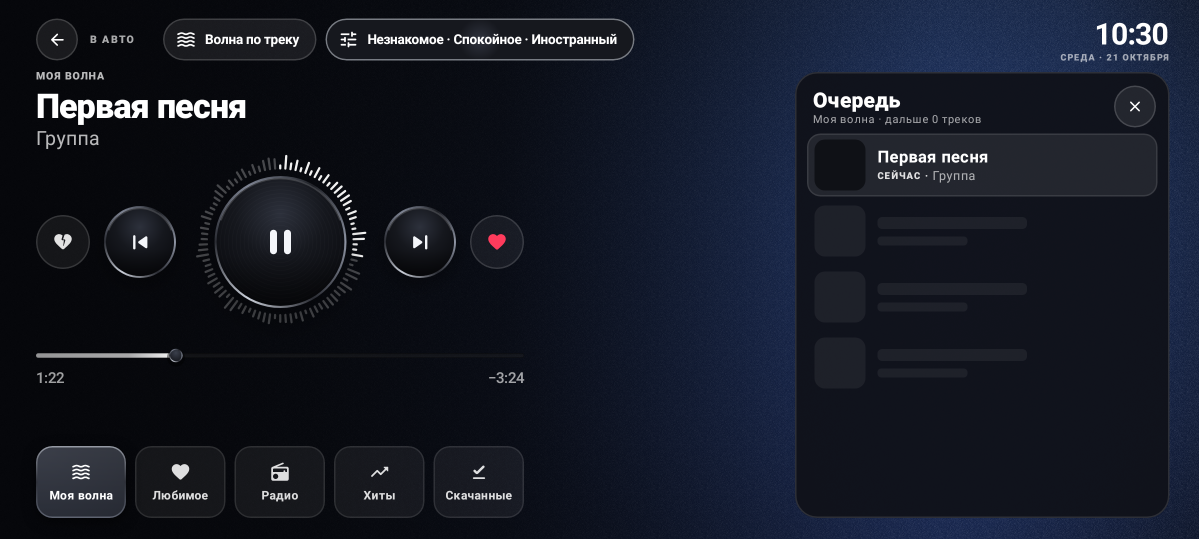 В АВТО
Волна по треку
Незнакомое · Спокойное · Иностранный
10:30
СРЕДА · 21 ОКТЯБРЯ
МОЯ ВОЛНА
Первая песня
Группа
1:22
−3:24
Моя волна
Любимое
Радио
Хиты
Скачанные
Очередь
Моя волна · дальше 0 треков
Первая песня
СЕЙЧАС · Группа